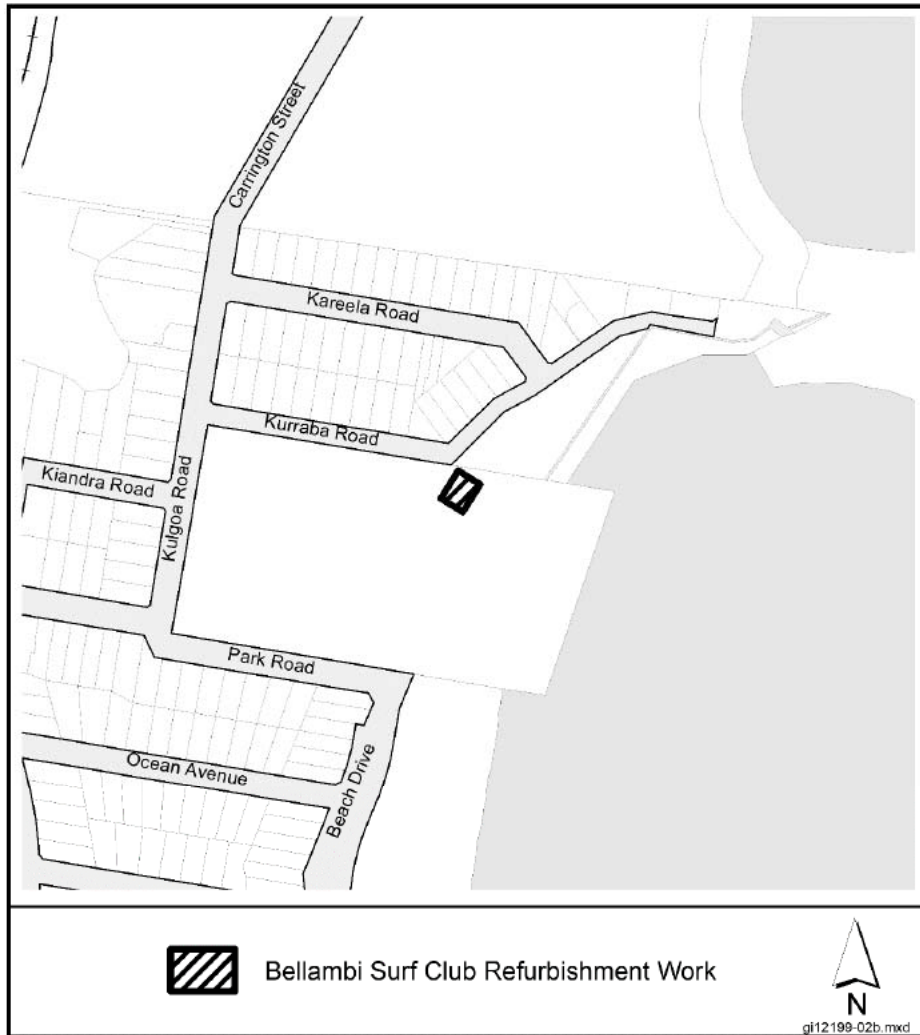 Carrington Street
Kareela Road
Kurraba Road
Kiandra Road
Kulgoa Road
Park Road
Ocean Avenue
Beach Drive
Bellambi Surf Club Refurbishment Work
N
gi12199-02b.mxd